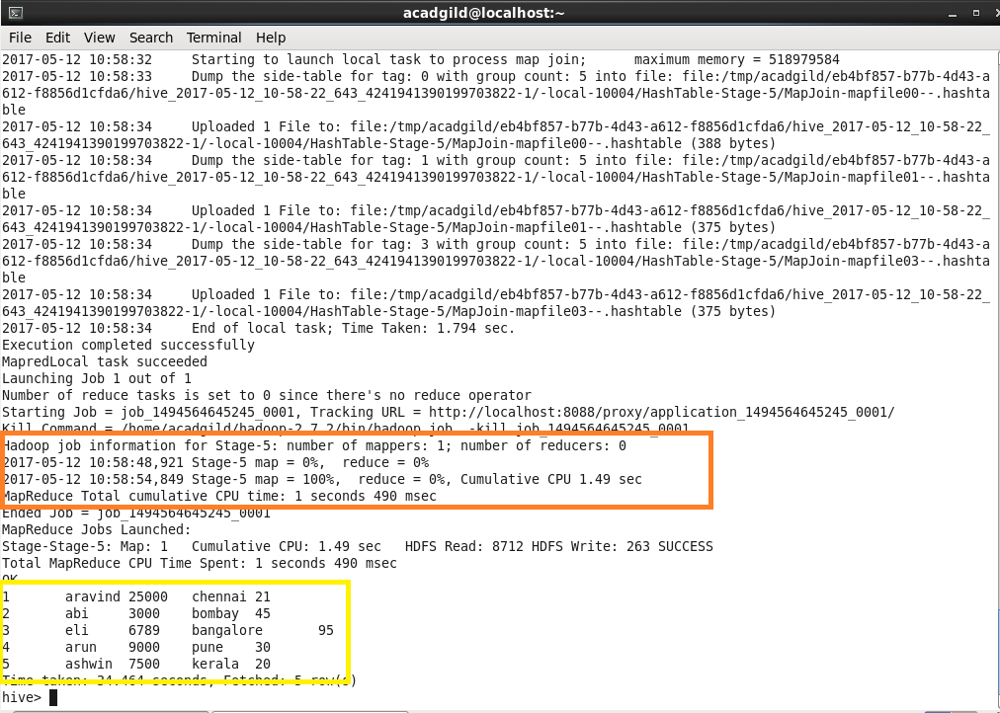 acadgild@localhost:~
File Edit View Search Terminal Help
2017-05-12 10:58:32 Starting to launch local task to process map join; maximum memory = 518979584
2017-05-12 10:58:33 Dump the side-table for tag: 0 with group count: 5 into file: file:/tmp/acadgild/eb4bf857-b77b-4d43-a
612-f8856d1cfda6/hive_2017-05-12_10-58-22_643_4241941390199703822-1/-local-10004/HashTable-Stage-5/MapJoin-mapfile00--.hashta
ble
2017-05-12 10:58:34 Uploaded 1 File to: file:/tmp/acadgild/eb4bf857-b77b-4d43-a612-f8856d1cfda6/hive_2017-05-12_10-58-22_
643_4241941390199703822-1/-local-10004/HashTable-Stage-5/MapJoin-mapfile00--.hashtable (388 bytes)
2017-05-12 10:58:34 Dump the side-table for tag: 1 with group count: 5 into file: file:/tmp/acadgild/eb4bf857-b77b-4d43-a
612-f8856d1cfda6/hive_2017-05-12_10-58-22_643_4241941390199703822-1/-local-10004/HashTable-Stage-5/MapJoin-mapfile01--.hashta
ble
2017-05-12 10:58:34 Uploaded 1 File to: file:/tmp/acadgild/eb4bf857-b77b-4d43-a612-f8856d1cfda6/hive_2017-05-12_10-58-22_
643_4241941390199703822-1/-local-10004/HashTable-Stage-5/MapJoin-mapfile01--.hashtable (375 bytes)
2017-05-12 10:58:34 Dump the side-table for tag: 3 with group count: 5 into file: file:/tmp/acadgild/eb4bf857-b77b-4d43-a
612-f8856d1cfda6/hive_2017-05-12_10-58-22_643_4241941390199703822-1/-local-10004/HashTable-Stage-5/MapJoin-mapfile03--.hashta
ble
2017-05-12 10:58:34 Uploaded 1 File to: file:/tmp/acadgild/eb4bf857-b77b-4d43-a612-f8856d1cfda6/hive_2017-05-12_10-58-22_
643_4241941390199703822-1/-local-10004/HashTable-Stage-5/MapJoin-mapfile03--.hashtable (375 bytes)
2017-05-12 10:58:34 End of local task; Time Taken: 1.794 sec.
Execution completed successfully
MapredLocal task succeeded
Launching Job 1 out of 1
Number of reduce tasks is set to 0 since there's no reduce operator
Starting Job = job_1494564645245_0001, Tracking URL = http://localhost:8088/proxy/application_1494564645245_0001/
Kill Command = /home/acadgild/hadoop-2.7.2/bin/hadoop job -kill job_1494564645245_0001
Hadoop job information for Stage-5: number of mappers: 1; number of reducers: 0
2017-05-12 10:58:48,921 Stage-5 map = 0%, reduce = 0%
2017-05-12 10:58:54,849 Stage-5 map = 100%, reduce = 0%, Cumulative CPU 1.49 sec
MapReduce Total cumulative CPU time: 1 seconds 490 msec
Ended Job = job_1494564645245_0001
MapReduce Jobs Launched:
Stage-Stage-5: Map: 1 Cumulative CPU: 1.49 sec HDFS Read: 8712 HDFS Write: 263 SUCCESS
Total MapReduce CPU Time Spent: 1 seconds 490 msec
OK
1 aravind 25000 chennai 21
2 abi 3000 bombay 45
3 eli 6789 bangalore 95
4 arun 9000 pune 30
5 ashwin 7500 kerala 20
Time taken: 34.464 seconds, Fetched: 5 row(s)
hive>